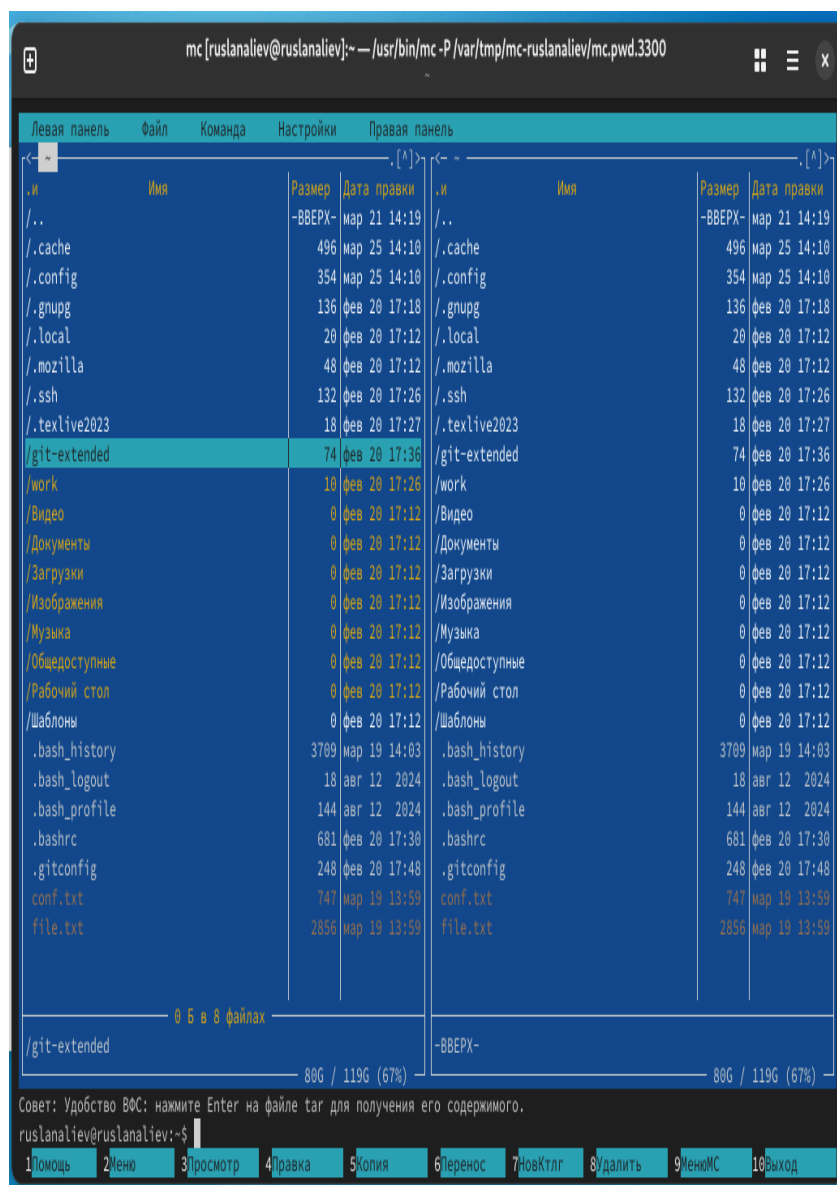 mc [ruslanaliev@ruslanaliev]:~ — /usr/bin/mc -P /var/tmp/mc-ruslanaliev/mc.pwd.3300
~
Левая панель Файл Команда Настройки Правая панель
<- ~ .[^]> <- ~ .[^]>
.и Имя Размер Дата правки .и Имя Размер Дата правки
/.. -ВВЕРХ- мар 21 14:19 /.. -ВВЕРХ- мар 21 14:19
/.cache 496 мар 25 14:10 /.cache 496 мар 25 14:10
/.config 354 мар 25 14:10 /.config 354 мар 25 14:10
/.gnupg 136 фев 20 17:18 /.gnupg 136 фев 20 17:18
/.local 20 фев 20 17:12 /.local 20 фев 20 17:12
/.mozilla 48 фев 20 17:12 /.mozilla 48 фев 20 17:12
/.ssh 132 фев 20 17:26 /.ssh 132 фев 20 17:26
/.texlive2023 18 фев 20 17:27 /.texlive2023 18 фев 20 17:27
/git-extended 74 фев 20 17:36 /git-extended 74 фев 20 17:36
/work 10 фев 20 17:26 /work 10 фев 20 17:26
/Видео 0 фев 20 17:12 /Видео 0 фев 20 17:12
/Документы 0 фев 20 17:12 /Документы 0 фев 20 17:12
/Загрузки 0 фев 20 17:12 /Загрузки 0 фев 20 17:12
/Изображения 0 фев 20 17:12 /Изображения 0 фев 20 17:12
/Музыка 0 фев 20 17:12 /Музыка 0 фев 20 17:12
/Общедоступные 0 фев 20 17:12 /Общедоступные 0 фев 20 17:12
/Рабочий стол 0 фев 20 17:12 /Рабочий стол 0 фев 20 17:12
/Шаблоны 0 фев 20 17:12 /Шаблоны 0 фев 20 17:12
.bash_history 3709 мар 19 14:03 .bash_history 3709 мар 19 14:03
.bash_logout 18 авг 12 2024 .bash_logout 18 авг 12 2024
.bash_profile 144 авг 12 2024 .bash_profile 144 авг 12 2024
.bashrc 681 фев 20 17:30 .bashrc 681 фев 20 17:30
.gitconfig 248 фев 20 17:48 .gitconfig 248 фев 20 17:48
conf.txt 747 мар 19 13:59 conf.txt 747 мар 19 13:59
file.txt 2856 мар 19 13:59 file.txt 2856 мар 19 13:59
0 Б в 8 файлах
/git-extended -ВВЕРХ-
80G / 119G (67%) 80G / 119G (67%)
Совет: Удобство ВФС: нажмите Enter на файле tar для получения его содержимого.
ruslanaliev@ruslanaliev:~$
1Помощь 2Меню 3Просмотр 4Правка 5Копия 6Перенос 7НовКтлг 8Удалить 9МенюМС 10Выход